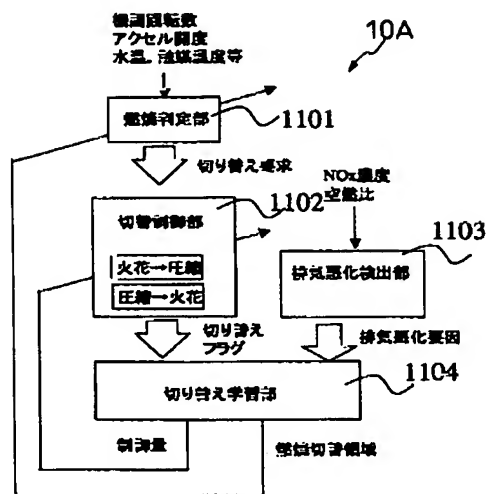 機関回転数
アクセル開度
水温、触媒温度等
10A
燃焼判定部
1101
切り替え要求
NOx濃度
空燃比
切替制御部
1102
1103
火花→圧縮
圧縮→火花
排気悪化検出部
切り替え
フラグ
排気悪化要因
1104
切り替え学習部
制御量
燃焼切替領域